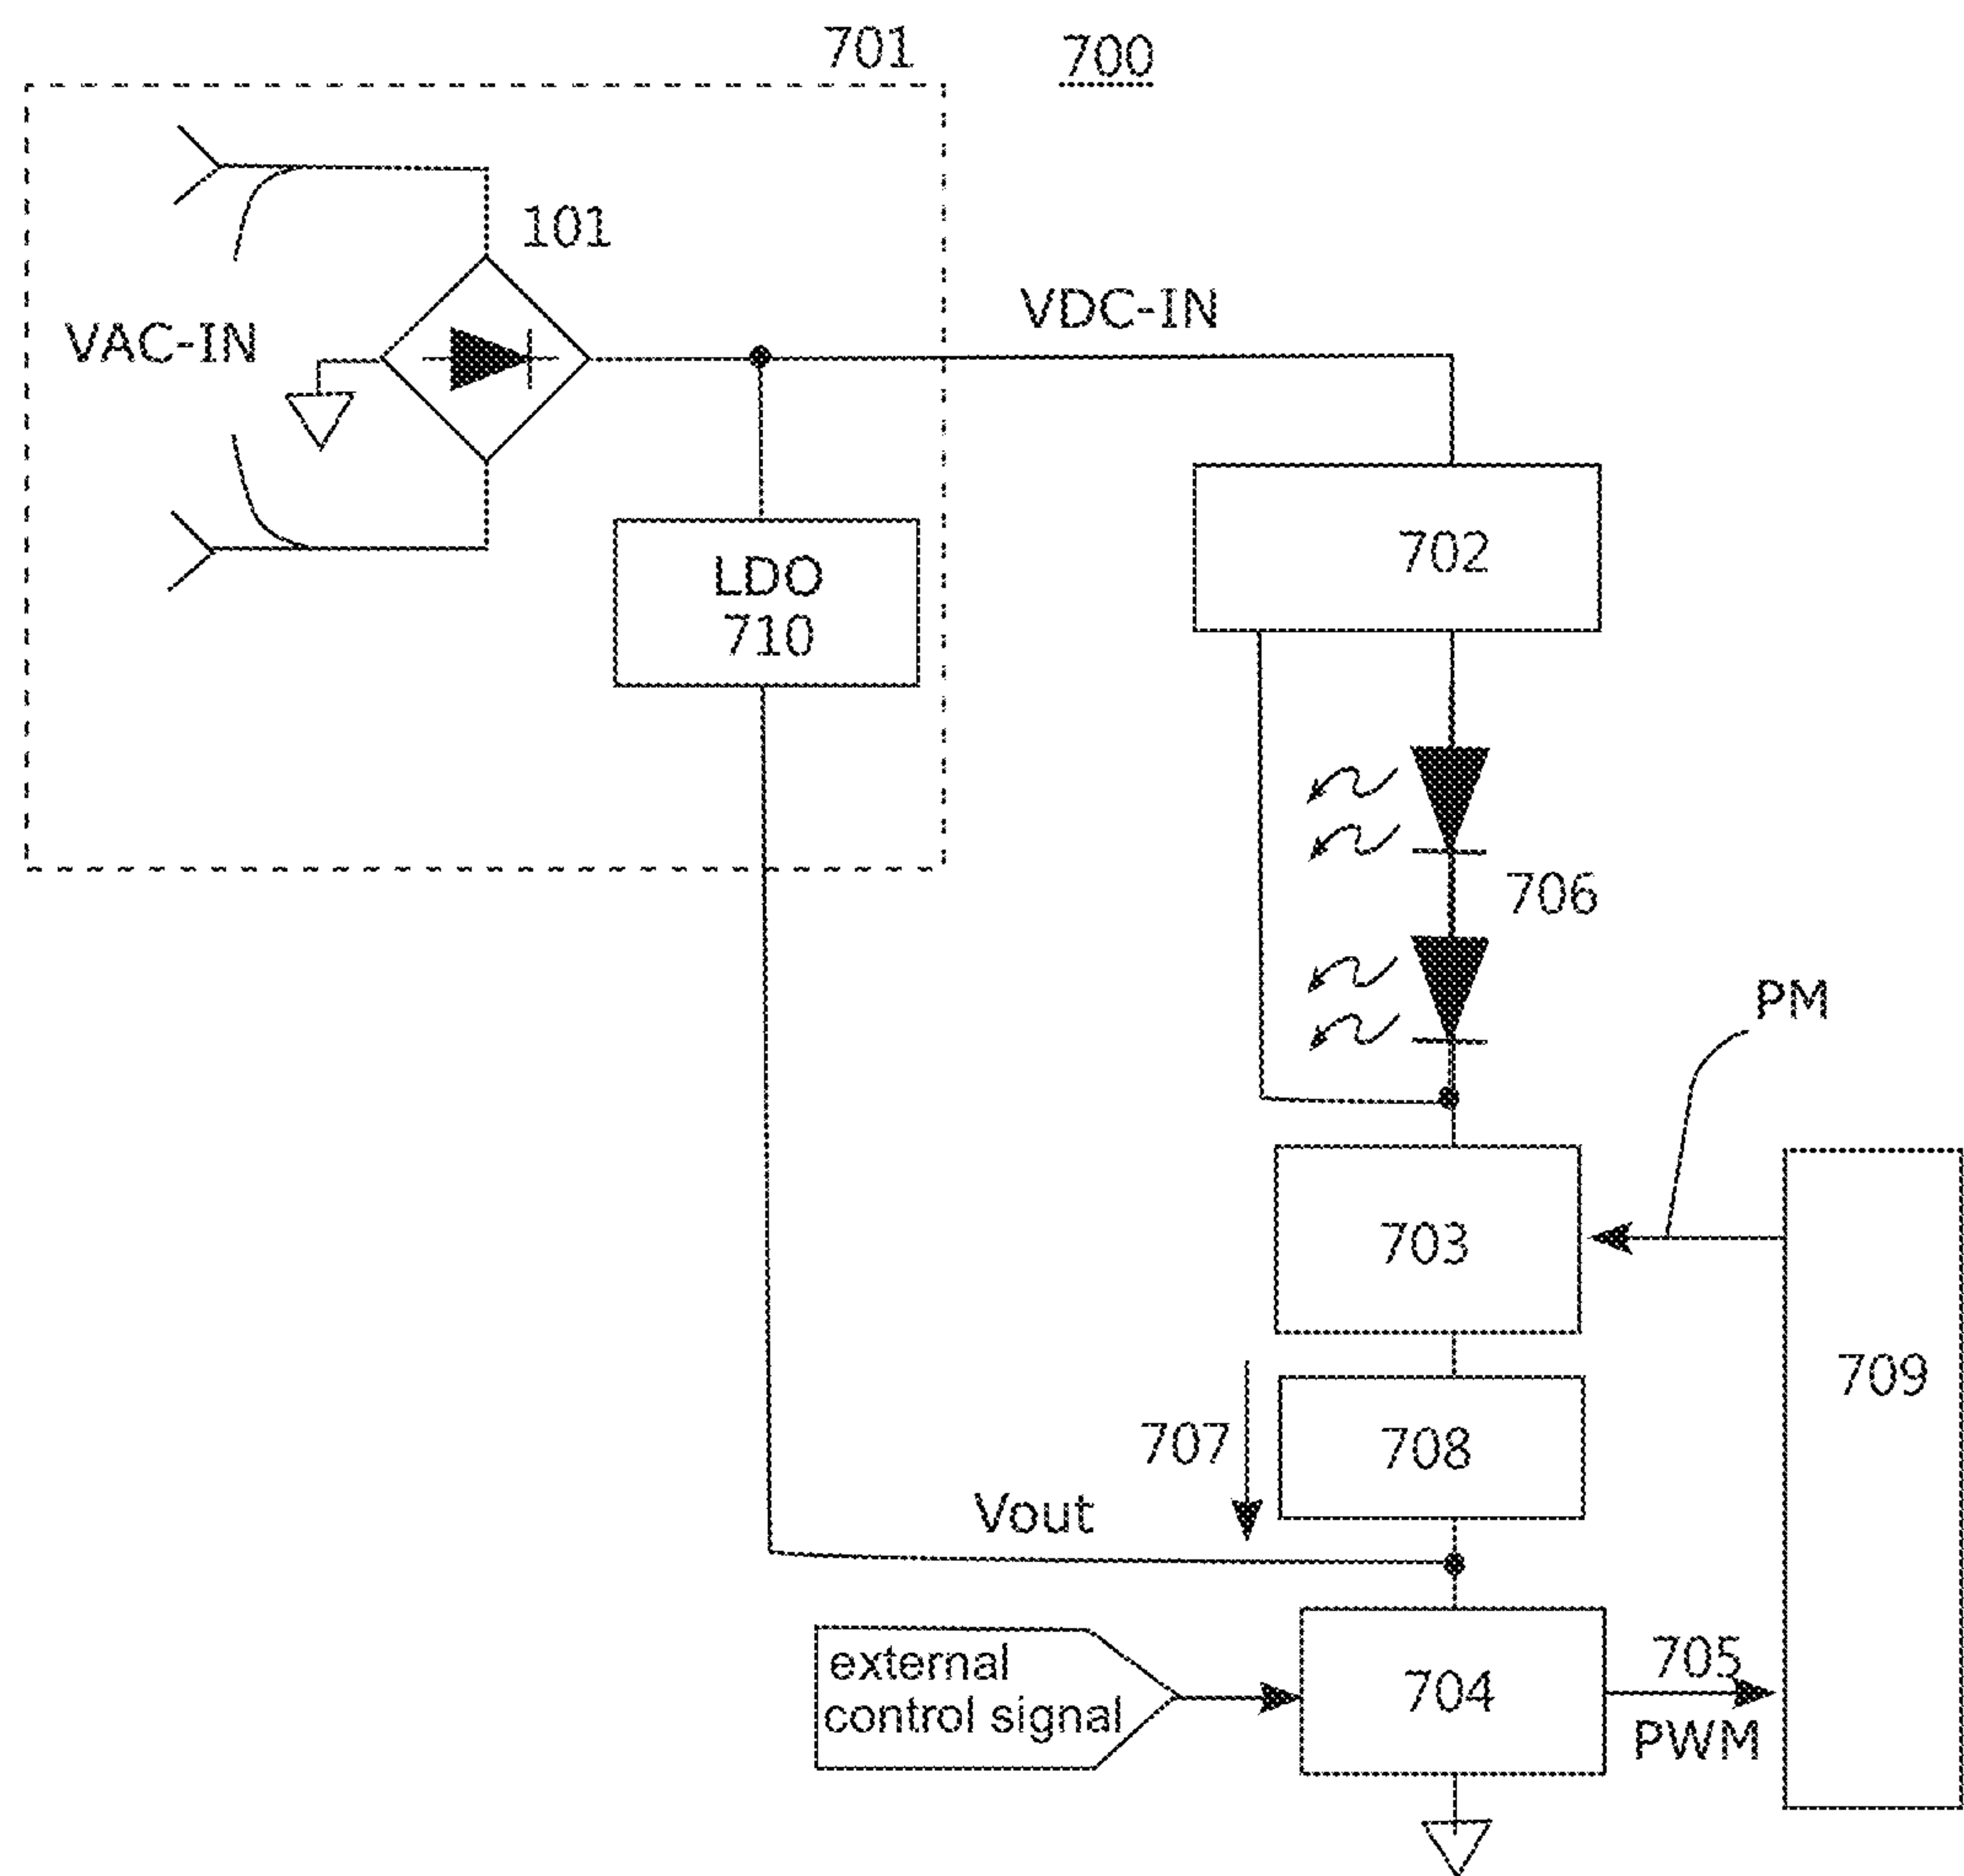 701
700
101
VAC-IN
VDC-IN
702
LDO
710
706
PM
703
709
707
708
Vout
external
control signal
704
705
PWM